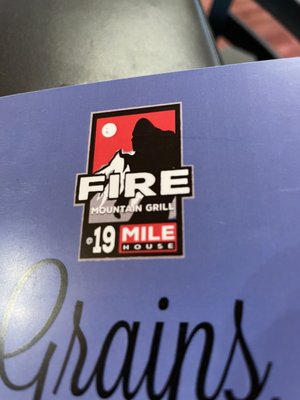 FIRE
MOUNTAIN GRILL
@19 MILE
HOUSE
Grains,